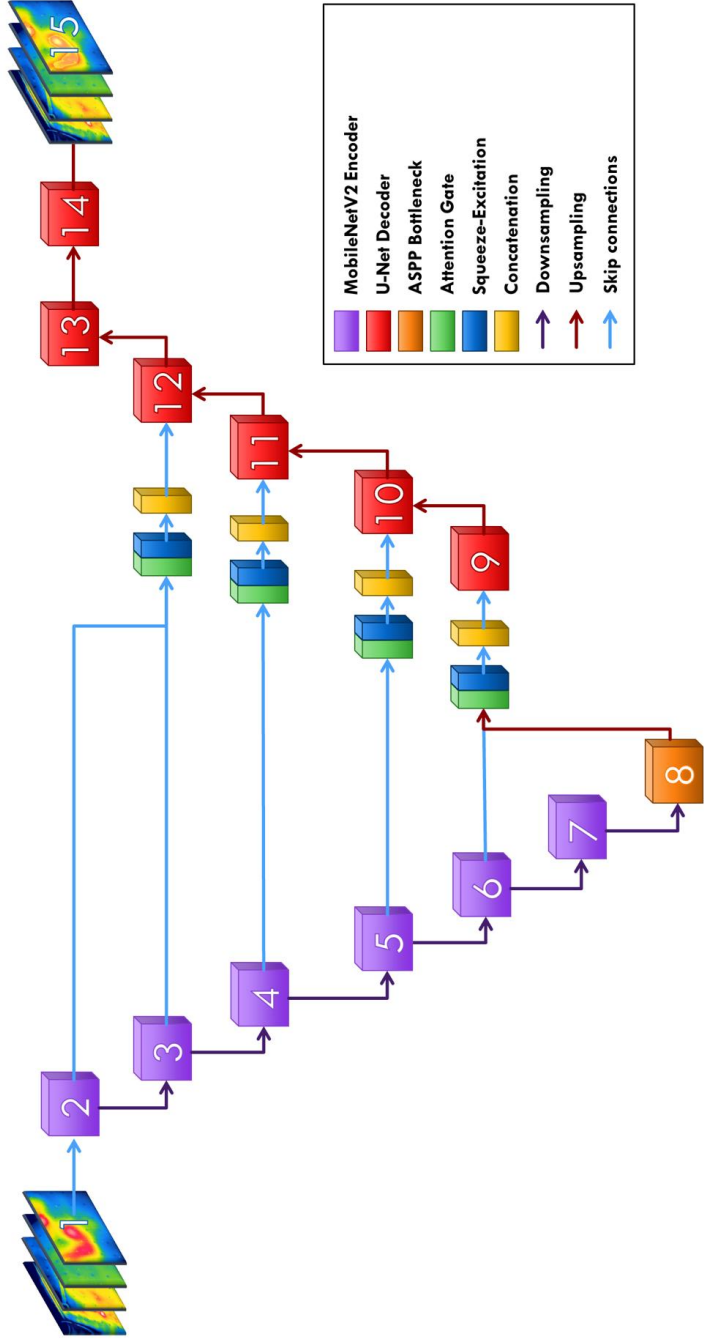 1
2
3
4
5
6
7
8
9
10
11
12
13
14
15
MobileNetV2 Encoder
U-Net Decoder
ASPP Bottleneck
Attention Gate
Squeeze-Excitation
Concatenation
Downsampling
Upsampling
Skip connections